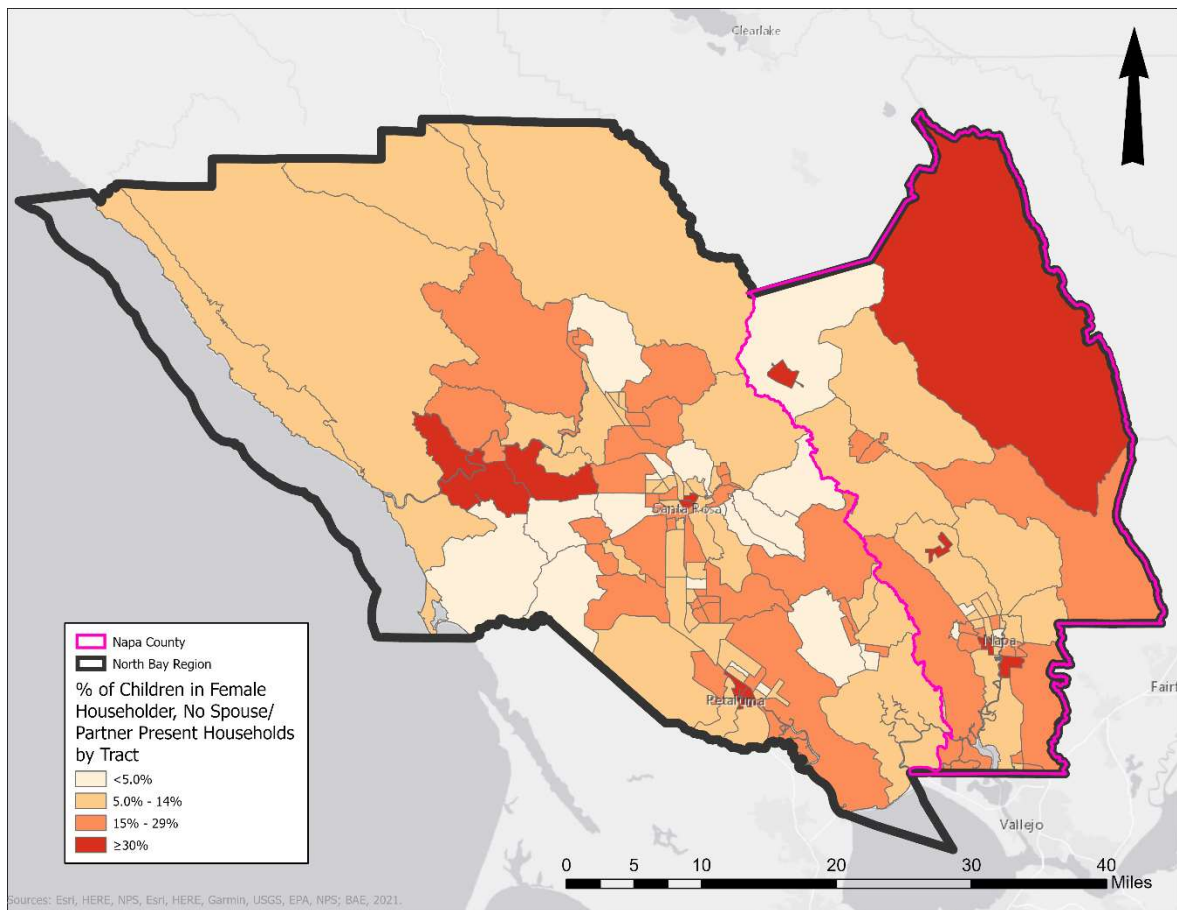 Clearlake
Santa Rosa
Napa
Petaluma
Fairf
Vallejo
Napa County
North Bay Region
% of Children in Female
Householder, No Spouse/
Partner Present Households
by Tract
<5.0%
5.0% - 14%
15% - 29%
≥30%
0 5 10 20 30 40
Miles
Sources: Esri, HERE, NPS, Esri, HERE, Garmin, USGS, EPA, NPS; BAE, 2021.